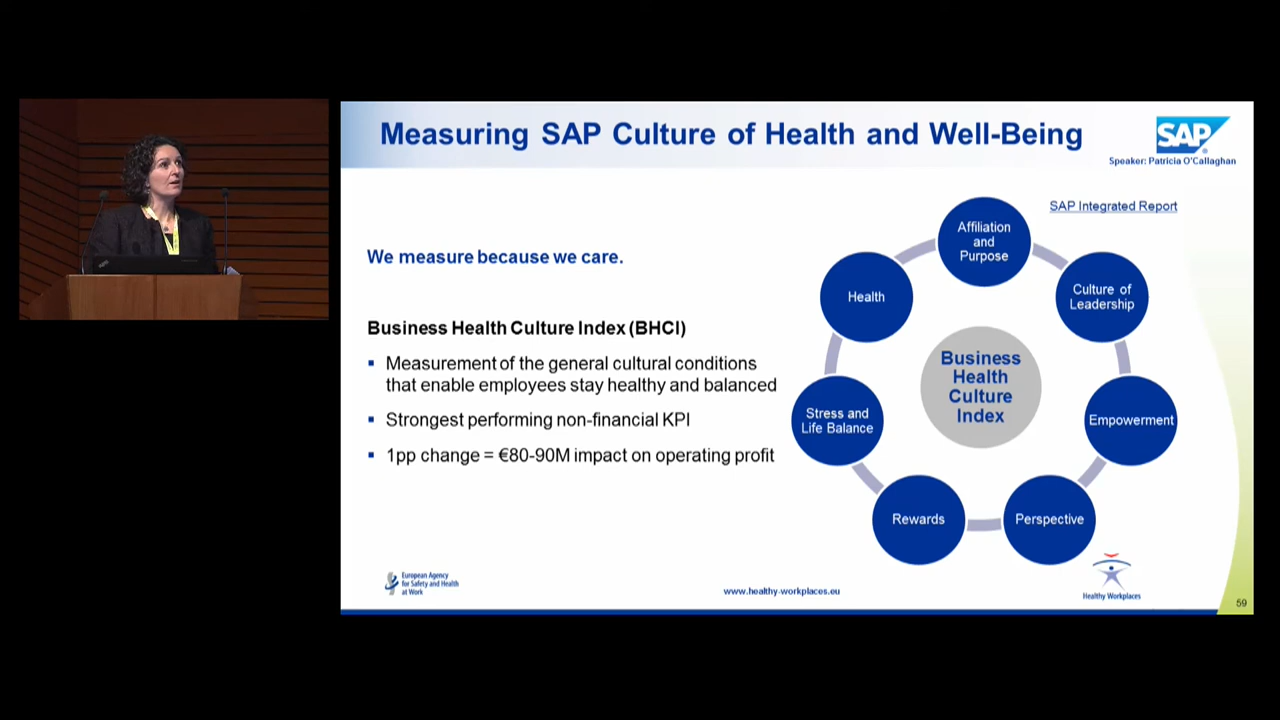 Measuring SAP Culture of Health and Well-Being
SAP
Speaker: Patricia O'Callaghan
SAP Integrated Report
We measure because we care.
Business Health Culture Index (BHCI)
▪ Measurement of the general cultural conditions
that enable employees stay healthy and balanced
▪ Strongest performing non-financial KPI
▪ 1pp change = €80-90M impact on operating profit
Affiliation
and
Purpose
Culture of
Leadership
Empowerment
Perspective
Rewards
Stress and
Life Balance
Health
Business
Health
Culture
Index
European Agency
for Safety and Health
at Work
www.healthy-workplaces.eu
Healthy Workplaces
59